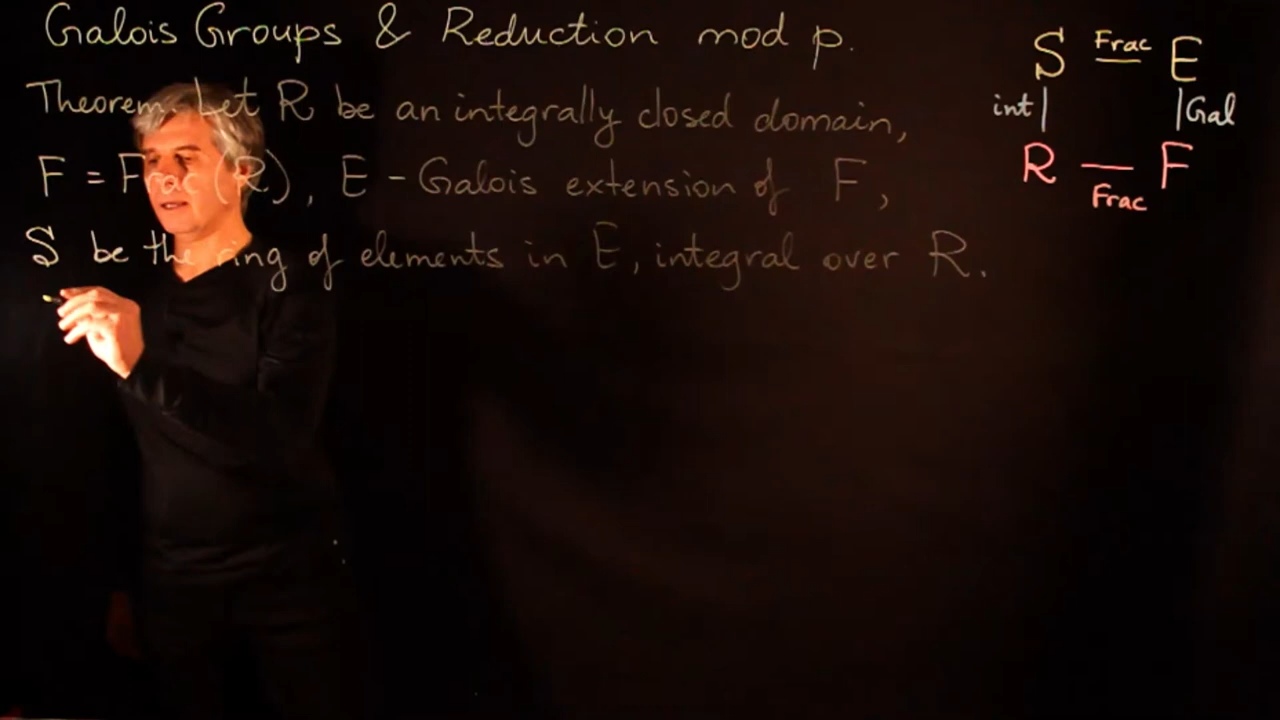 Galois Groups & Reduction mod p.
Theorem. Let R be an integrally closed domain,
F = Frac (R), E - Galois extension of F,
S be the ring of elements in E, integral over R.
S Frac E
int | | Gal
R — F
Frac